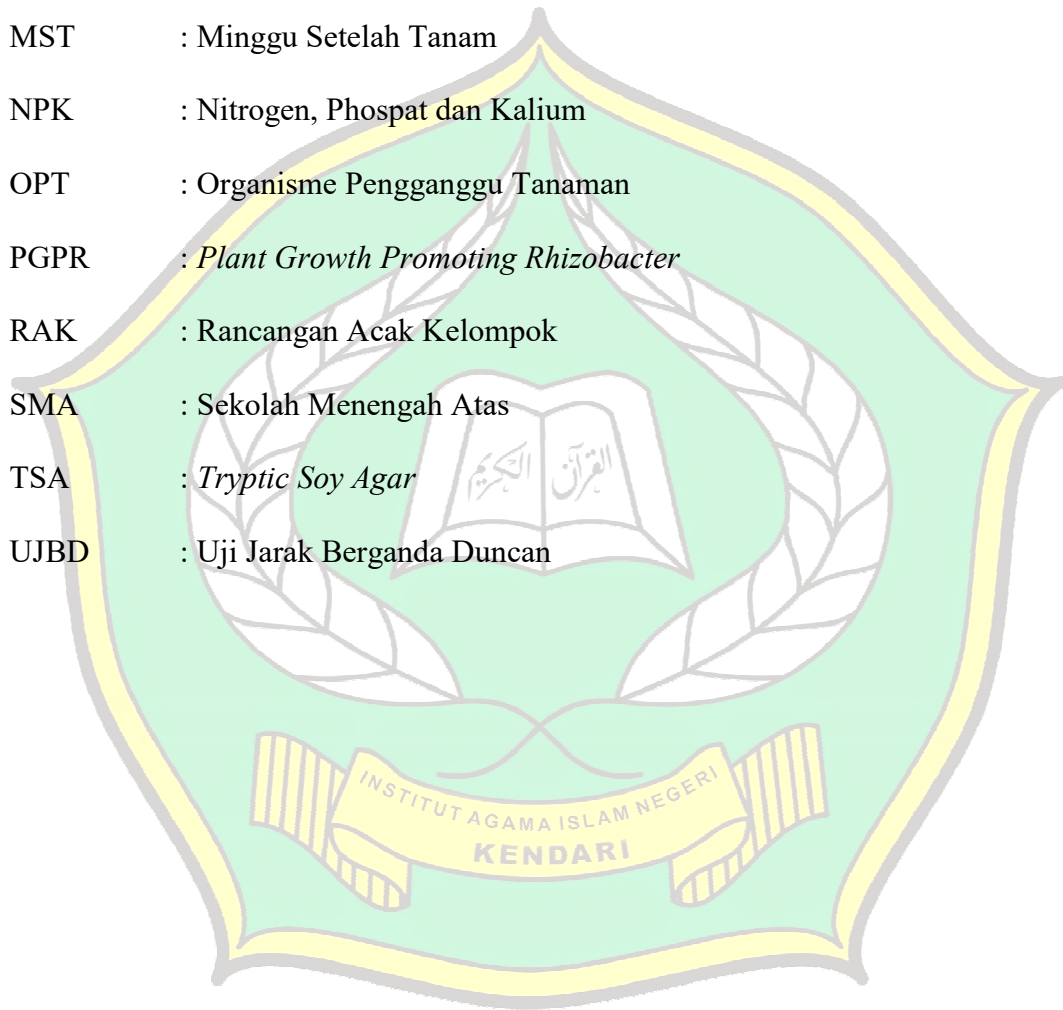 MST : Minggu Setelah Tanam
NPK : Nitrogen, Phospat dan Kalium
OPT : Organisme Pengganggu Tanaman
PGPR : Plant Growth Promoting Rhizobacter
RAK : Rancangan Acak Kelompok
SMA : Sekolah Menengah Atas
القرآن الكريم
TSA : Tryptic Soy Agar
UJBD : Uji Jarak Berganda Duncan
INSTITUT AGAMA ISLAM NEGERI
KENDARI